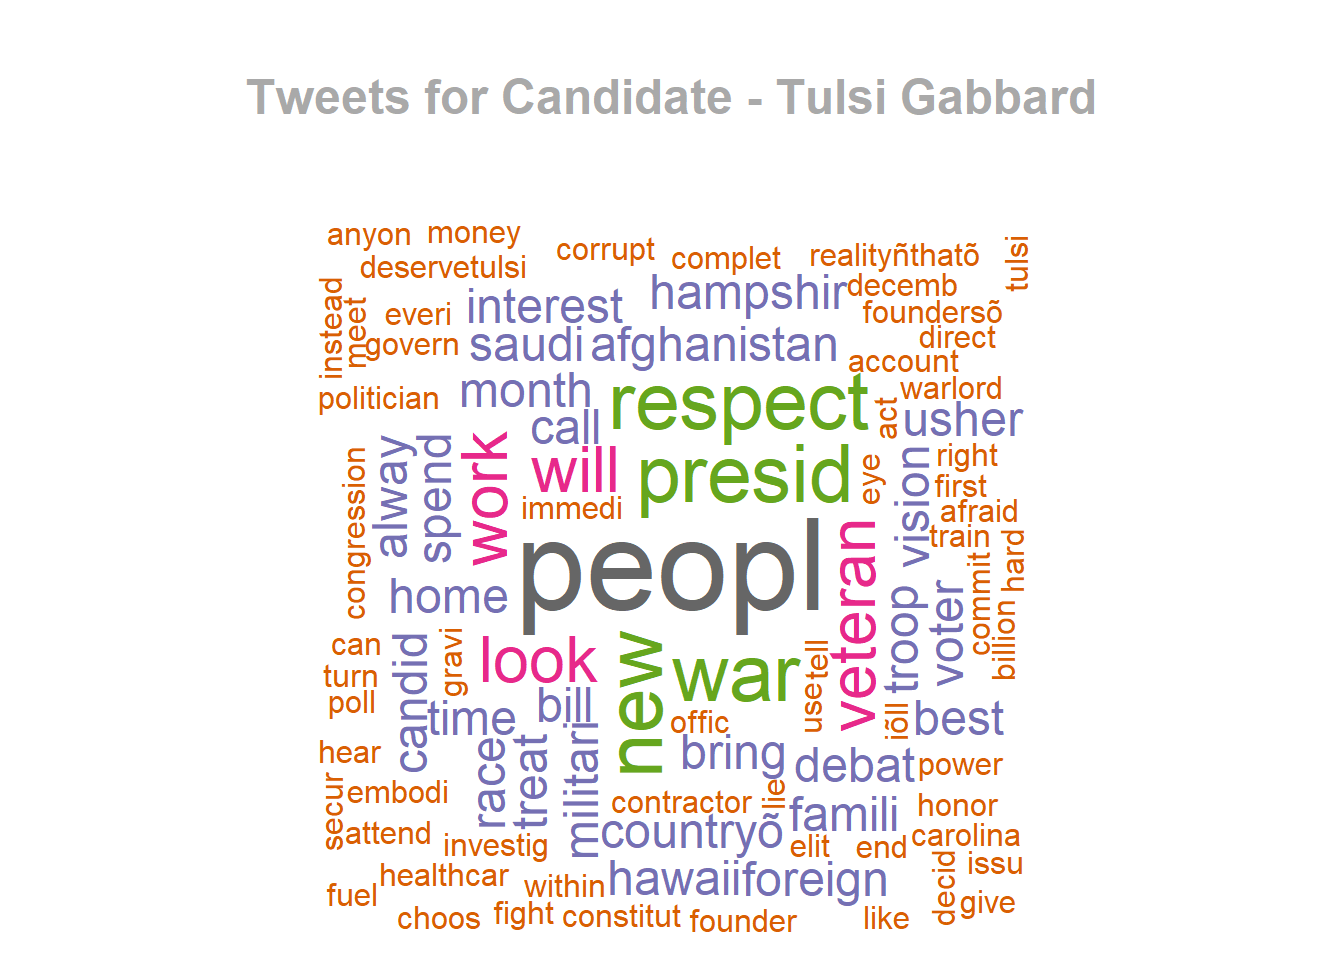 Tweets for Candidate - Tulsi Gabbard
anyon
money
corrupt
complet
realityñthatõ
tulsi
deservetulsi
instead
meet
everi
interest
hampshir
decemb
foundersõ
govern
saudi
afghanistan
direct
account
politician
month
respect
warlord
act
usher
call
congression
alway
spend
work
will
presid
eye
vision
right
first
immedi
afraid
train
peopl
veteran
hard
commit
home
troop
voter
billion
can
candid
gravi
look
new
war
tell
turn
poll
time
bill
use
offic
iõll
best
hear
race
treat
militari
bring
debat
power
secur
embodi
contractor
lie
famili
honor
attend
investig
countryõ
elit
end
carolina
healthcar
within
hawaii
foreign
decid
issu
fuel
choos
fight
constitut
founder
like
give